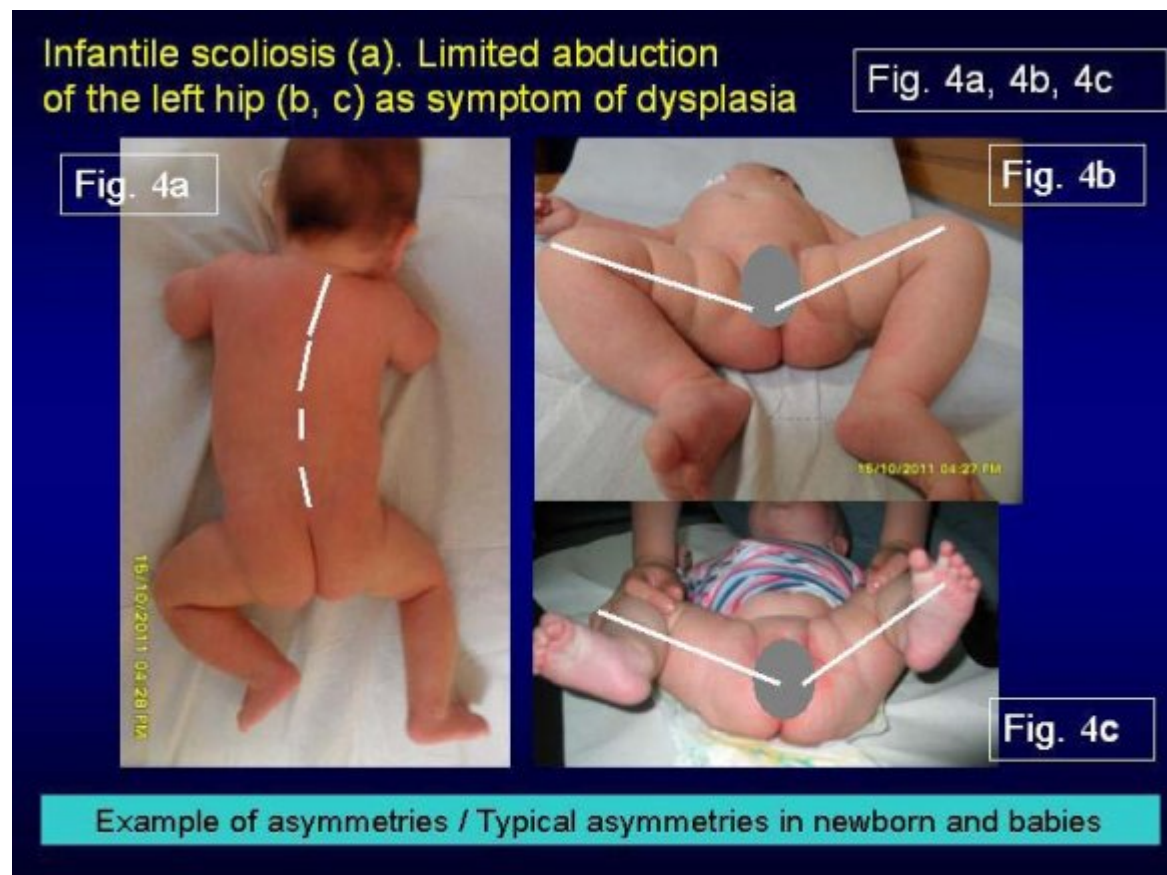 Infantile scoliosis (a). Limited abduction
of the left hip (b, c) as symptom of dysplasia
Fig. 4a, 4b, 4c
Fig. 4a
Fig. 4b
15/10/2011 04:27 PM
15/10/2011 04:28 PM
Fig. 4c
Example of asymmetries / Typical asymmetries in newborn and babies